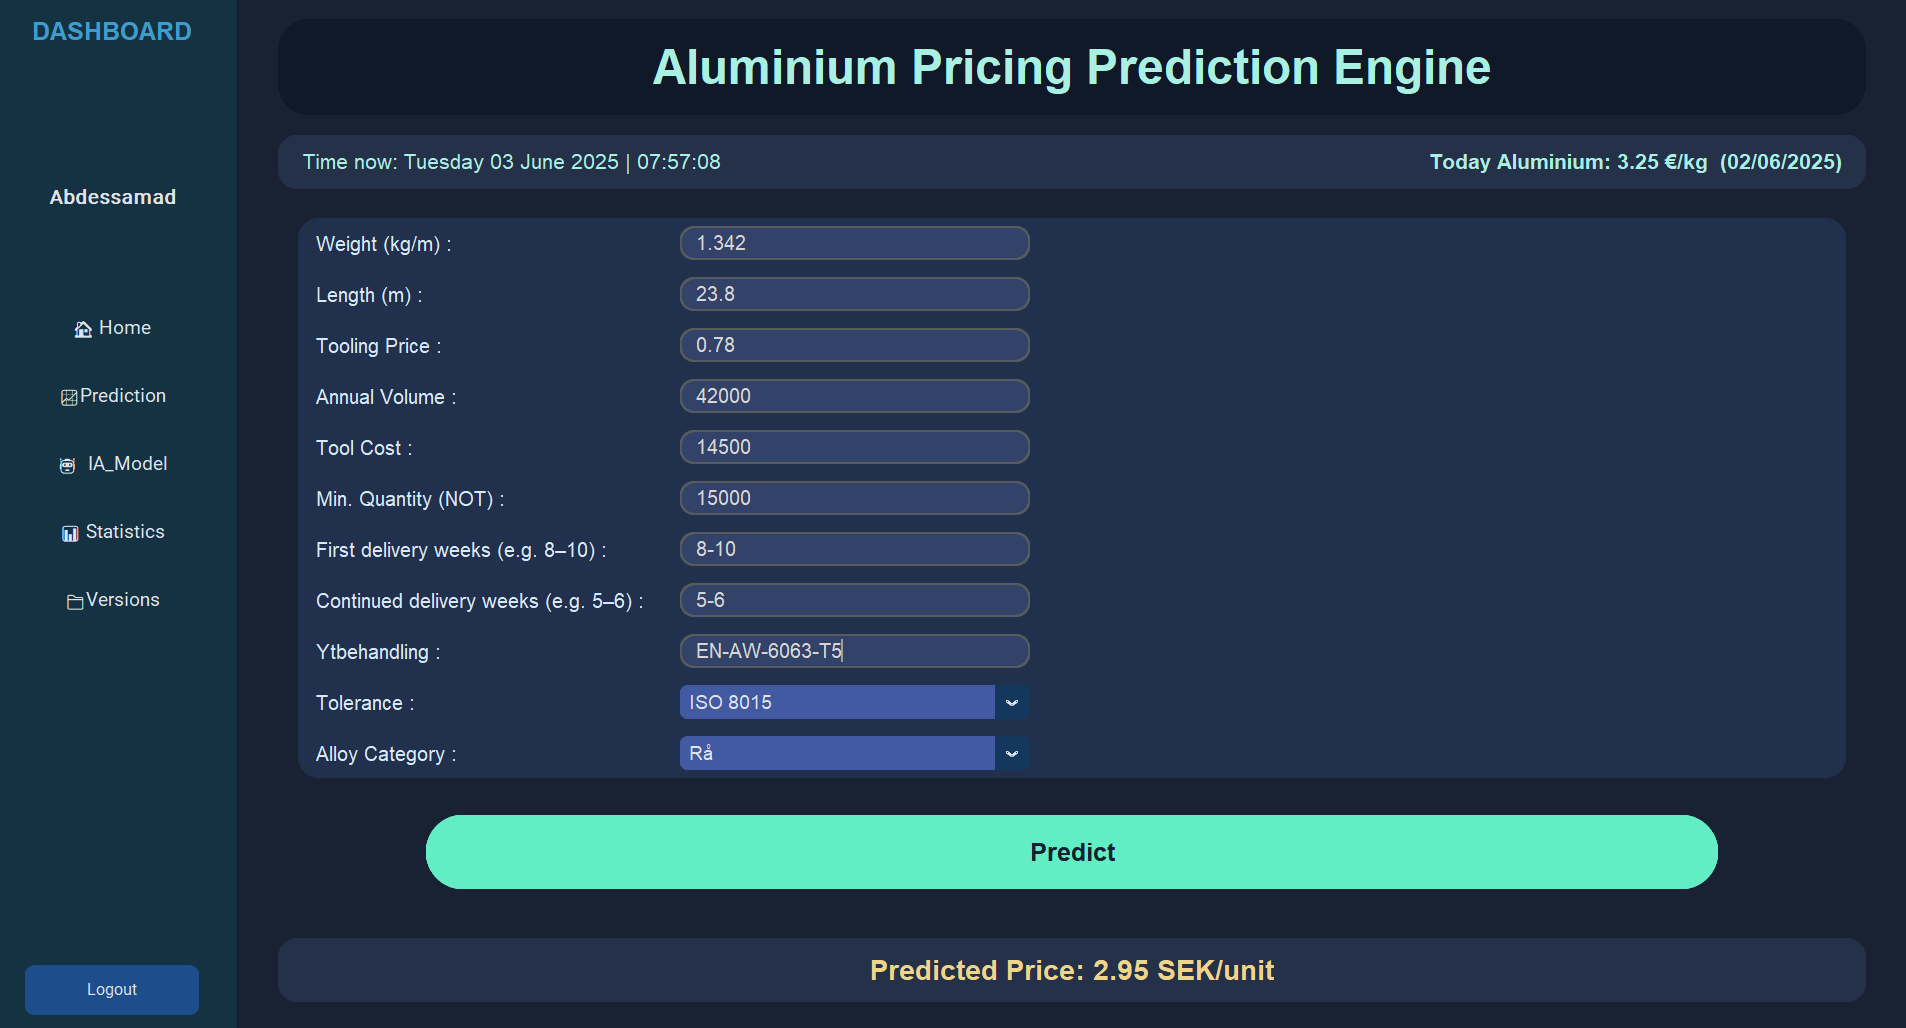 DASHBOARD
Abdessamad
Home
Prediction
IA_Model
Statistics
Versions
Logout
Aluminium Pricing Prediction Engine
Time now: Tuesday 03 June 2025 | 07:57:08
Today Aluminium: 3.25 €/kg (02/06/2025)
Weight (kg/m) : 1.342
Length (m) : 23.8
Tooling Price : 0.78
Annual Volume : 42000
Tool Cost : 14500
Min. Quantity (NOT) : 15000
First delivery weeks (e.g. 8–10) : 8-10
Continued delivery weeks (e.g. 5–6) : 5-6
Ytbehandling : EN-AW-6063-T5
Tolerance : ISO 8015
Alloy Category : Rå
Predict
Predicted Price: 2.95 SEK/unit